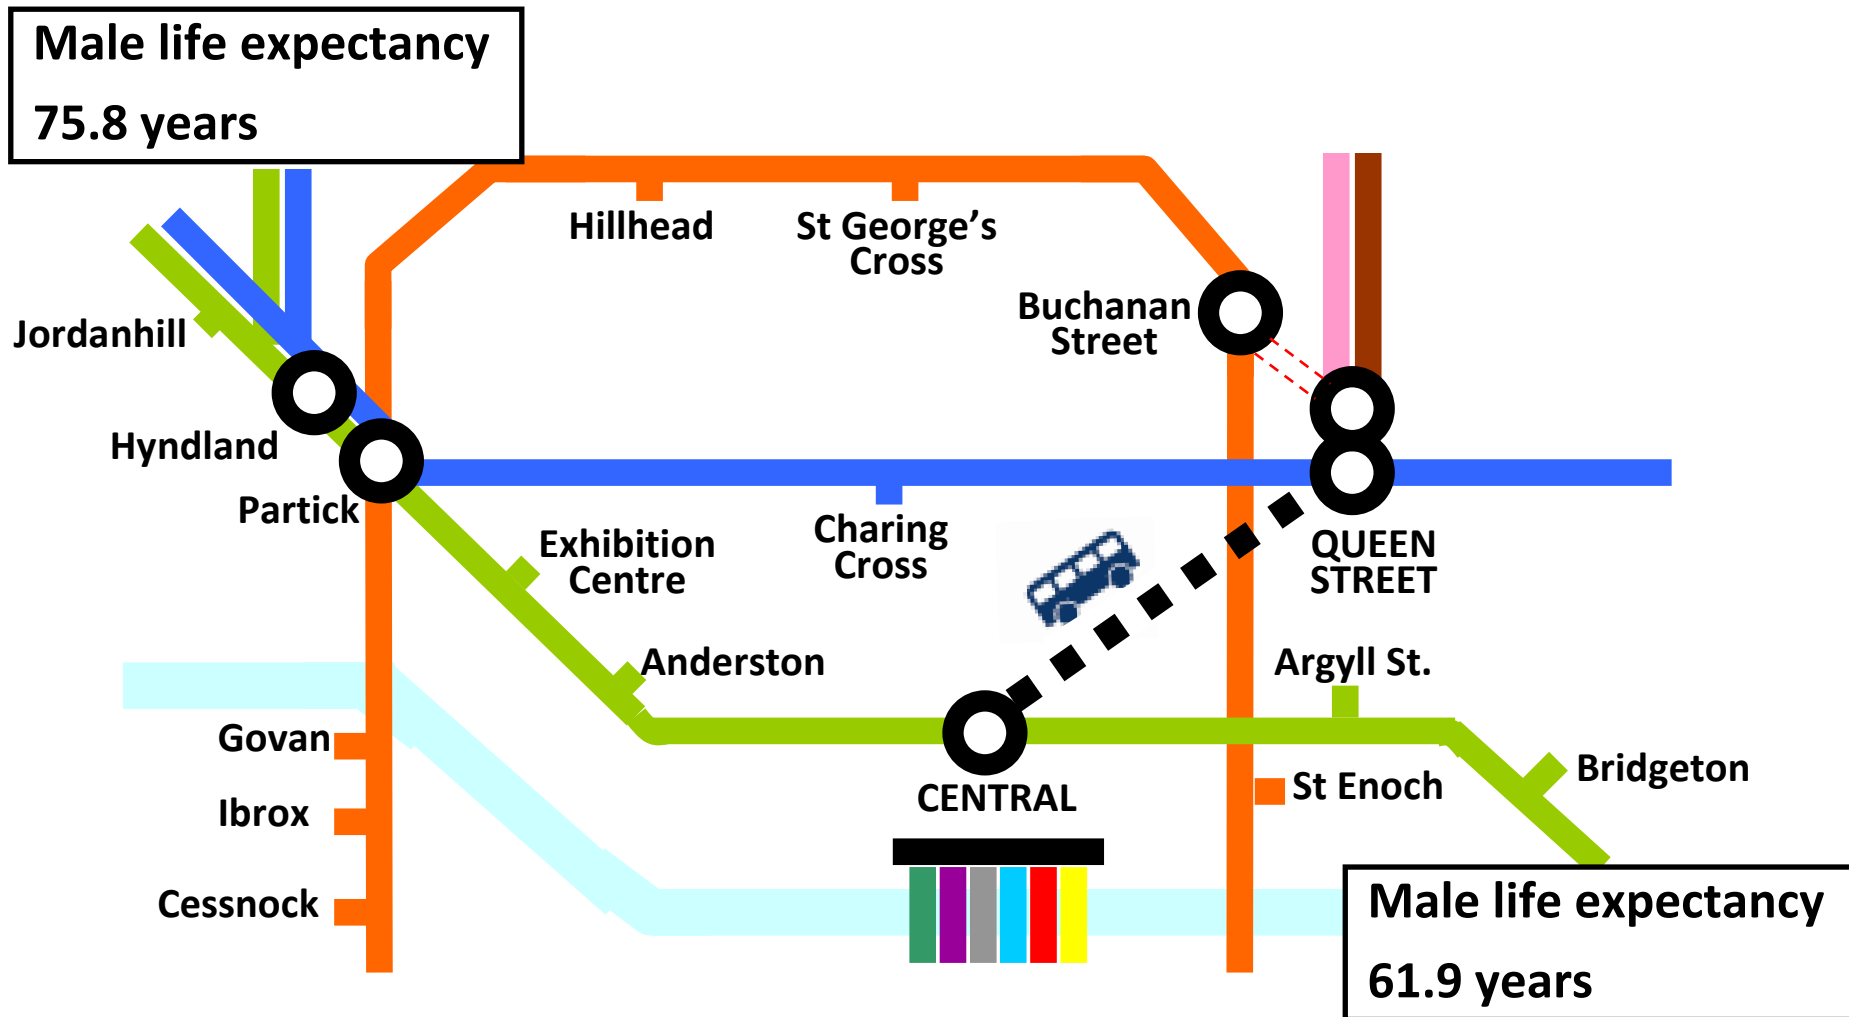 Male life expectancy
75.8 years
Hillhead
St George’s
Cross
Buchanan
Street
Jordanhill
Hyndland
Partick
Exhibition
Centre
Charing
Cross
QUEEN
STREET
Anderston
Argyll St.
Govan
Ibrox
Cessnock
CENTRAL
St Enoch
Bridgeton
Male life expectancy
61.9 years